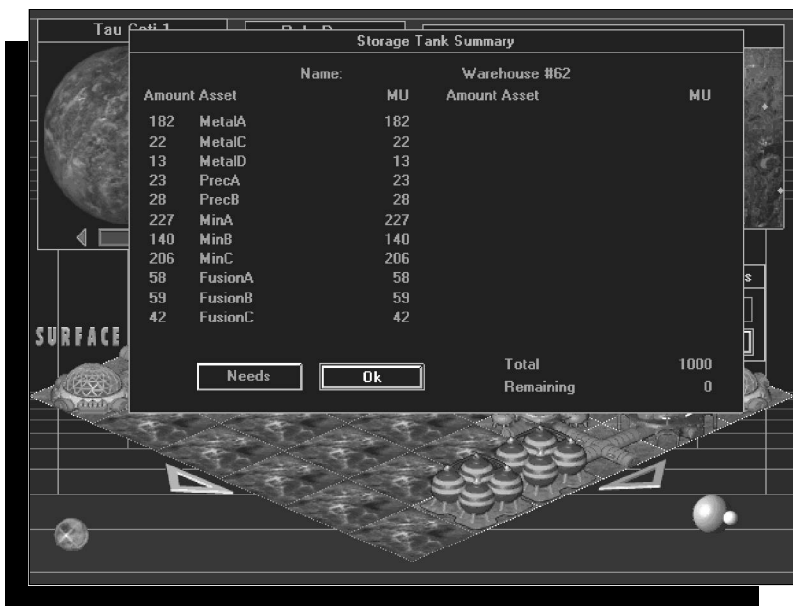 Tau Ceti 1
Storage Tank Summary
Name: Warehouse #62
Amount Asset MU Amount Asset MU
182 MetalA 182
22 MetalC 22
13 MetalD 13
23 PrecA 23
28 PrecB 28
227 MinA 227
140 MinB 140
206 MinC 206
58 FusionA 58
59 FusionB 59
42 FusionC 42
SURFACE
Total 1000
Needs Ok
Remaining 0